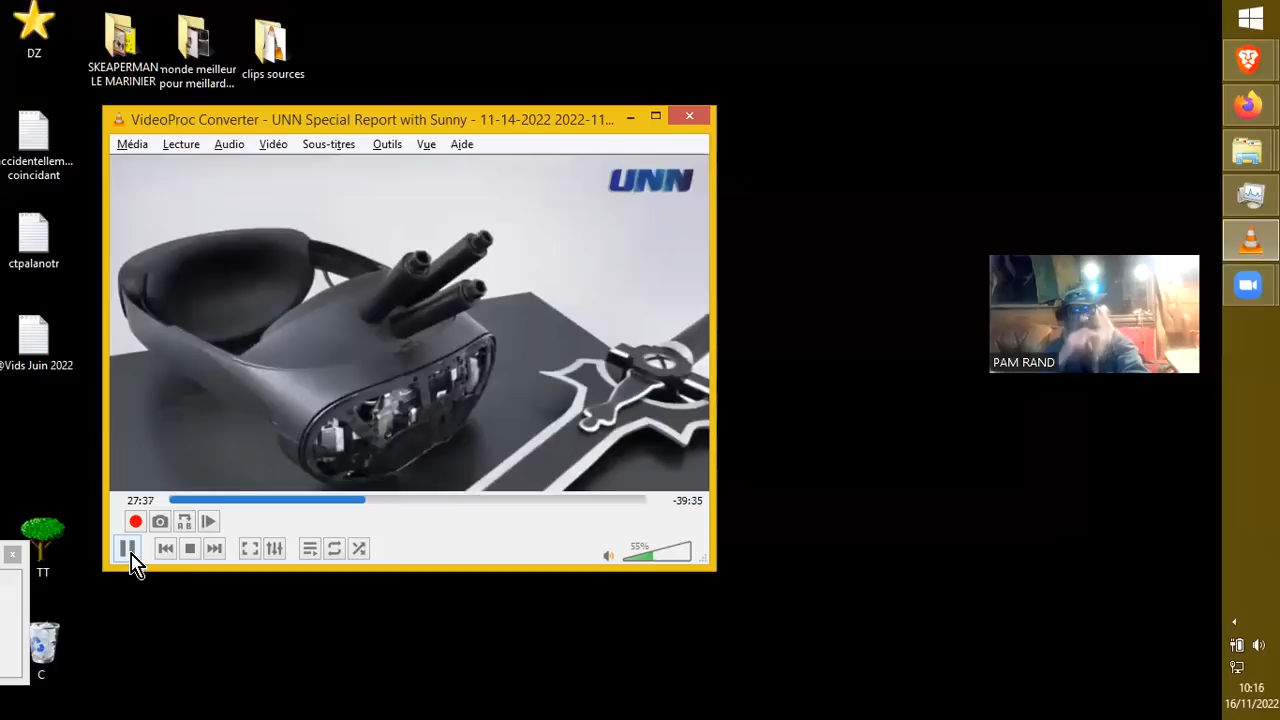 DZ
SKEAPERMAN
LE MARINIER
monde meilleur
pour meillard...
clips sources
ccidentellem...
coincidant
ctpalanotr
@Vids Juin 2022
TT
C
VideoProc Converter - UNN Special Report with Sunny - 11-14-2022 2022-11...
Média Lecture Audio Vidéo Sous-titres Outils Vue Aide
UNN
27:37
-39:35
A B
55%
PAM RAND
10:16
16/11/2022